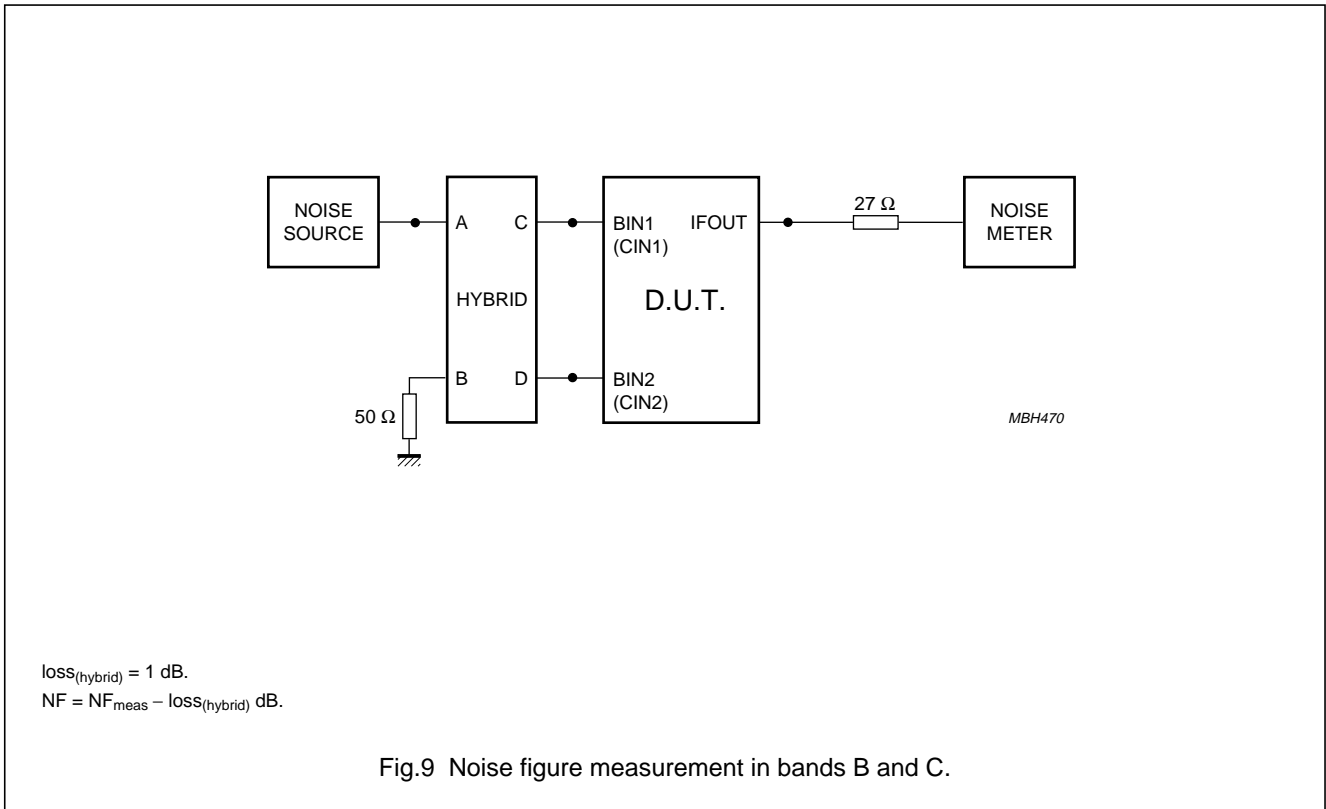 NOISE
SOURCE
A
C
HYBRID
B
D
50 Ω
BIN1
(CIN1)
IFOUT
D.U.T.
BIN2
(CIN2)
27 Ω
NOISE
METER
MBH470
loss(hybrid) = 1 dB.
NF = NFmeas − loss(hybrid) dB.
Fig.9 Noise figure measurement in bands B and C.